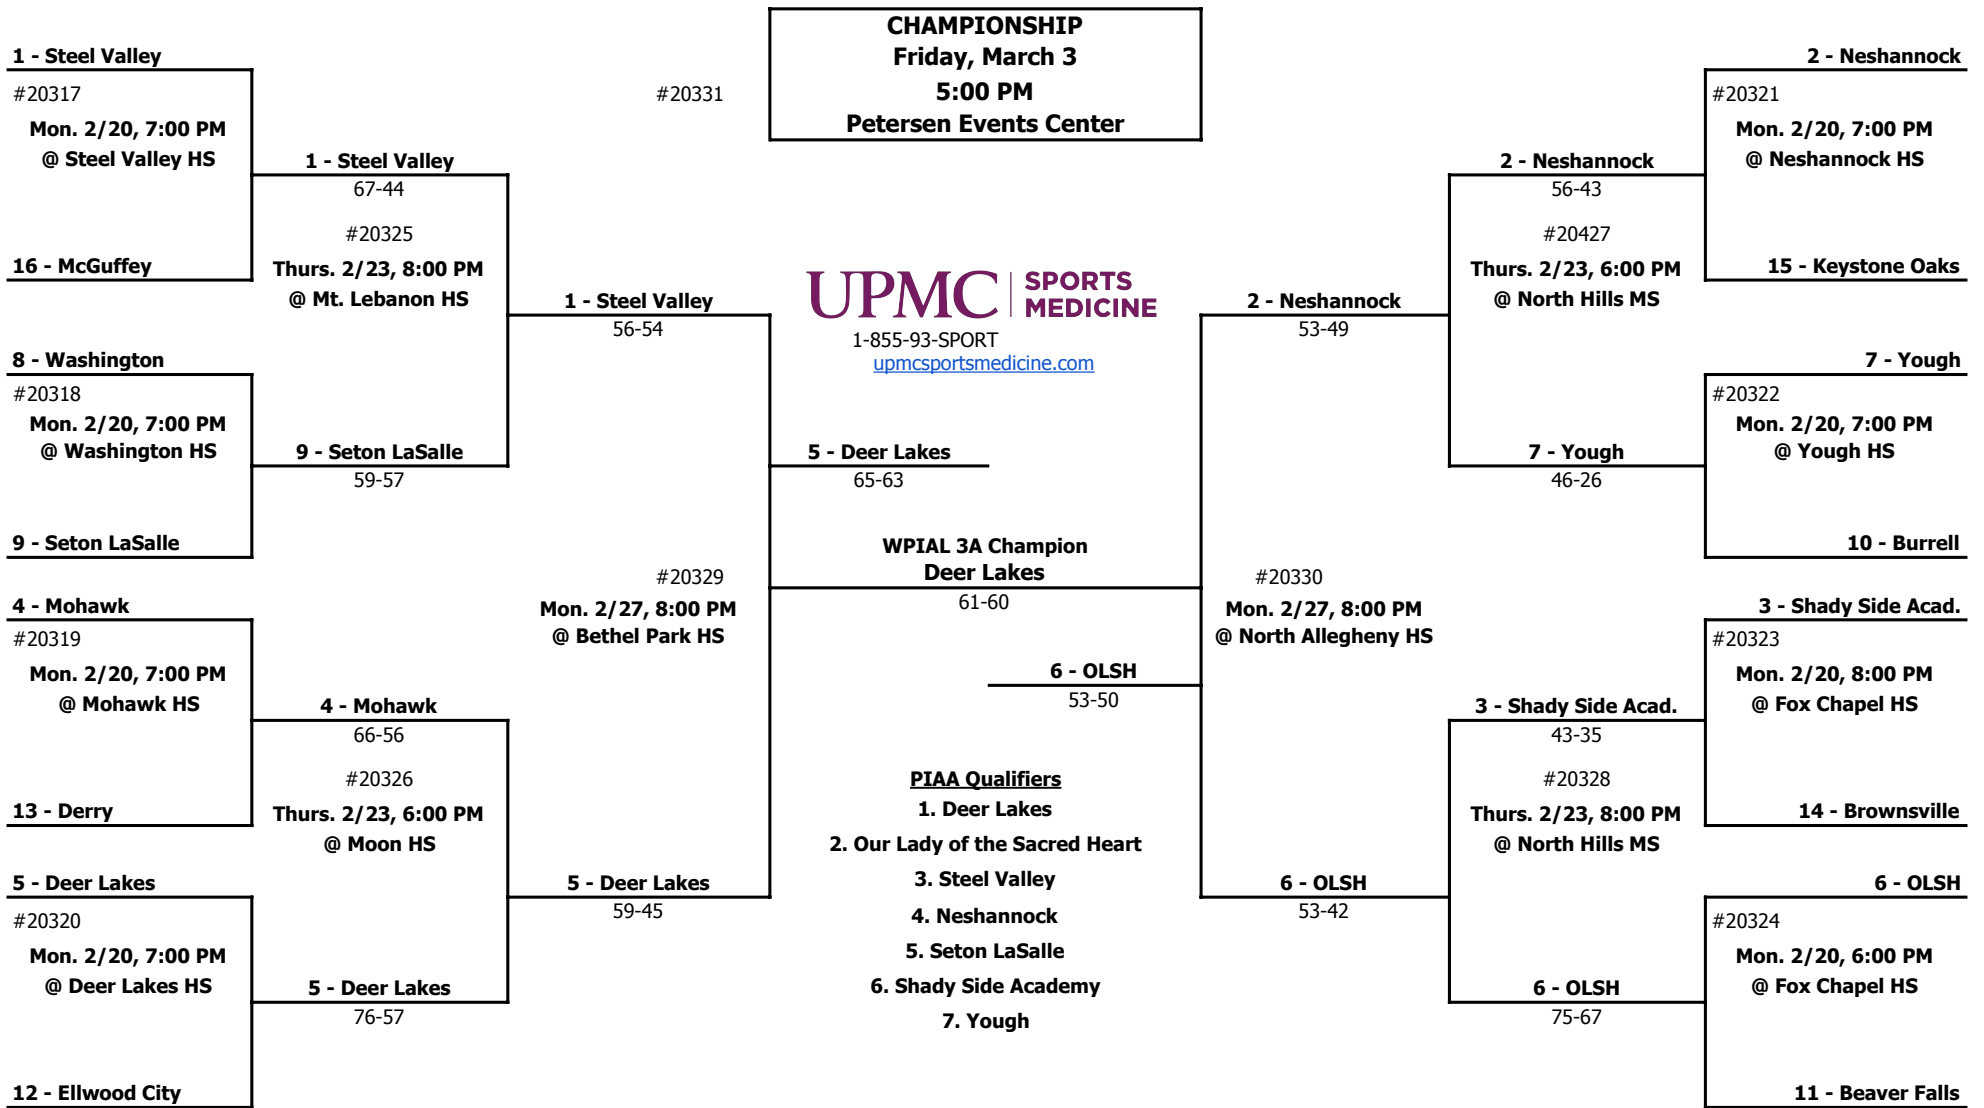 CHAMPIONSHIP
Friday, March 3
5:00 PM
Petersen Events Center
#20331
1 - Steel Valley
#20317
Mon. 2/20, 7:00 PM
@ Steel Valley HS
16 - McGuffey
8 - Washington
#20318
Mon. 2/20, 7:00 PM
@ Washington HS
9 - Seton LaSalle
4 - Mohawk
#20319
Mon. 2/20, 7:00 PM
@ Mohawk HS
13 - Derry
5 - Deer Lakes
#20320
Mon. 2/20, 7:00 PM
@ Deer Lakes HS
12 - Ellwood City
1 - Steel Valley
67-44
#20325
Thurs. 2/23, 8:00 PM
@ Mt. Lebanon HS
9 - Seton LaSalle
59-57
4 - Mohawk
66-56
#20326
Thurs. 2/23, 6:00 PM
@ Moon HS
5 - Deer Lakes
76-57
1 - Steel Valley
56-54
#20329
Mon. 2/27, 8:00 PM
@ Bethel Park HS
5 - Deer Lakes
59-45
UPMC SPORTS
MEDICINE
1-855-93-SPORT
upmcsportsmedicine.com
5 - Deer Lakes
65-63
WPIAL 3A Champion
Deer Lakes
61-60
6 - OLSH
53-50
PIAA Qualifiers
1. Deer Lakes
2. Our Lady of the Sacred Heart
3. Steel Valley
4. Neshannock
5. Seton LaSalle
6. Shady Side Academy
7. Yough
2 - Neshannock
53-49
#20330
Mon. 2/27, 8:00 PM
@ North Allegheny HS
6 - OLSH
53-42
2 - Neshannock
56-43
#20427
Thurs. 2/23, 6:00 PM
@ North Hills MS
7 - Yough
46-26
3 - Shady Side Acad.
43-35
#20328
Thurs. 2/23, 8:00 PM
@ North Hills MS
6 - OLSH
75-67
2 - Neshannock
#20321
Mon. 2/20, 7:00 PM
@ Neshannock HS
15 - Keystone Oaks
7 - Yough
#20322
Mon. 2/20, 7:00 PM
@ Yough HS
10 - Burrell
3 - Shady Side Acad.
#20323
Mon. 2/20, 8:00 PM
@ Fox Chapel HS
14 - Brownsville
6 - OLSH
#20324
Mon. 2/20, 6:00 PM
@ Fox Chapel HS
11 - Beaver Falls